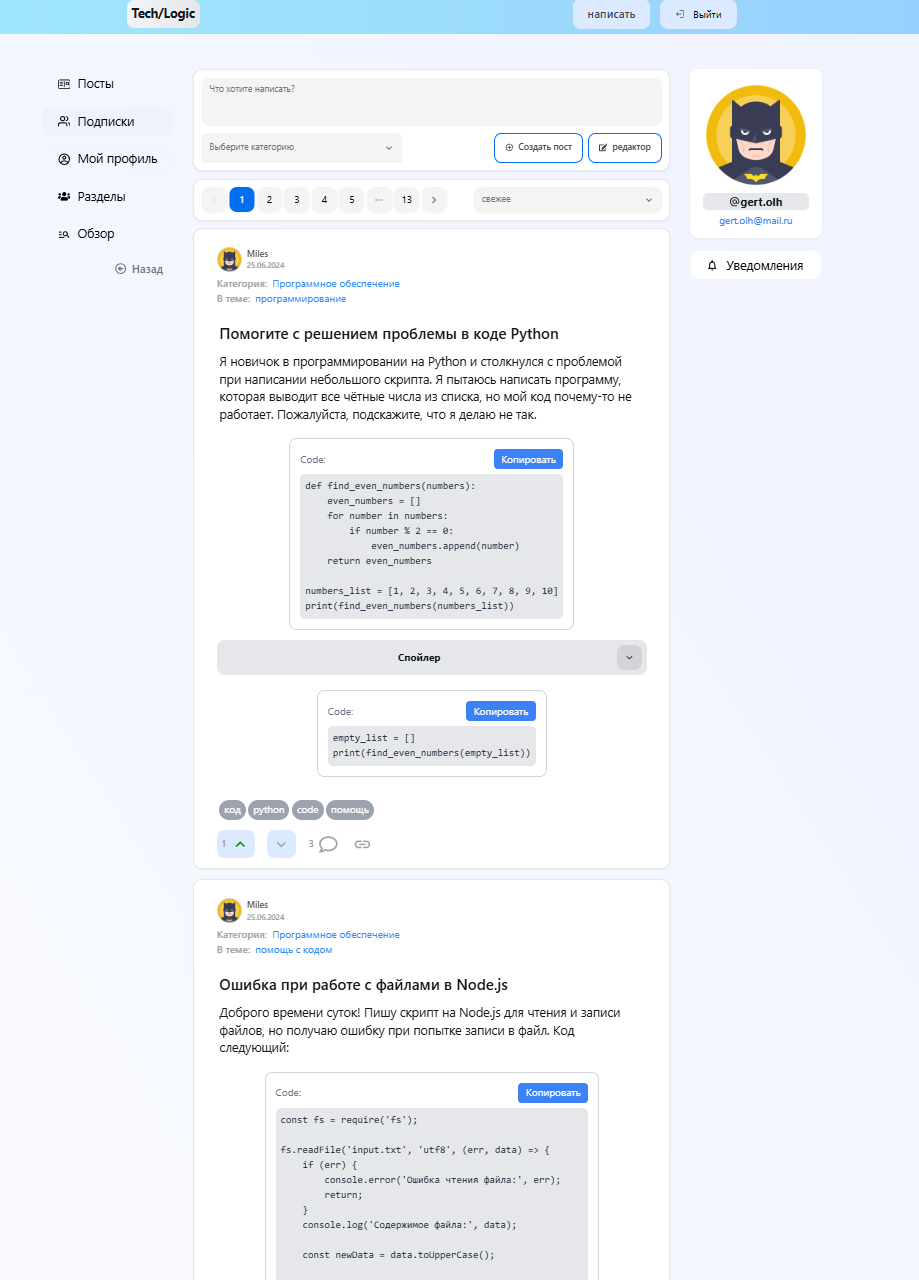 Tech/Logic
написать
Выйти
Посты
Подписки
Мой профиль
Разделы
Обзор
Назад
Что хотите написать?
Выберите категорию
Создать пост
редактор
1 2 3 4 5 ... 13
свежее
@gert.olh
gert.olh@mail.ru
Уведомления
Miles
25.06.2024
Категория: Программное обеспечение
В теме: программирование
Помогите с решением проблемы в коде Python
Я новичок в программировании на Python и столкнулся с проблемой
при написании небольшого скрипта. Я пытаюсь написать программу,
которая выводит все чётные числа из списка, но мой код почему-то не
работает. Пожалуйста, подскажите, что я делаю не так.
Code:
Копировать
def find_even_numbers(numbers):
    even_numbers = []
    for number in numbers:
        if number % 2 == 0:
            even_numbers.append(number)
    return even_numbers
numbers_list = [1, 2, 3, 4, 5, 6, 7, 8, 9, 10]
print(find_even_numbers(numbers_list))
Спойлер
Code:
Копировать
empty_list = []
print(find_even_numbers(empty_list))
код python code помощь
1
3
Miles
25.06.2024
Категория: Программное обеспечение
В теме: помощь с кодом
Ошибка при работе с файлами в Node.js
Доброго времени суток! Пишу скрипт на Node.js для чтения и записи
файлов, но получаю ошибку при попытке записи в файл. Код
следующий:
Code:
Копировать
const fs = require('fs');
fs.readFile('input.txt', 'utf8', (err, data) => {
    if (err) {
        console.error('Ошибка чтения файла:', err);
        return;
    }
    console.log('Содержимое файла:', data);
    const newData = data.toUpperCase();